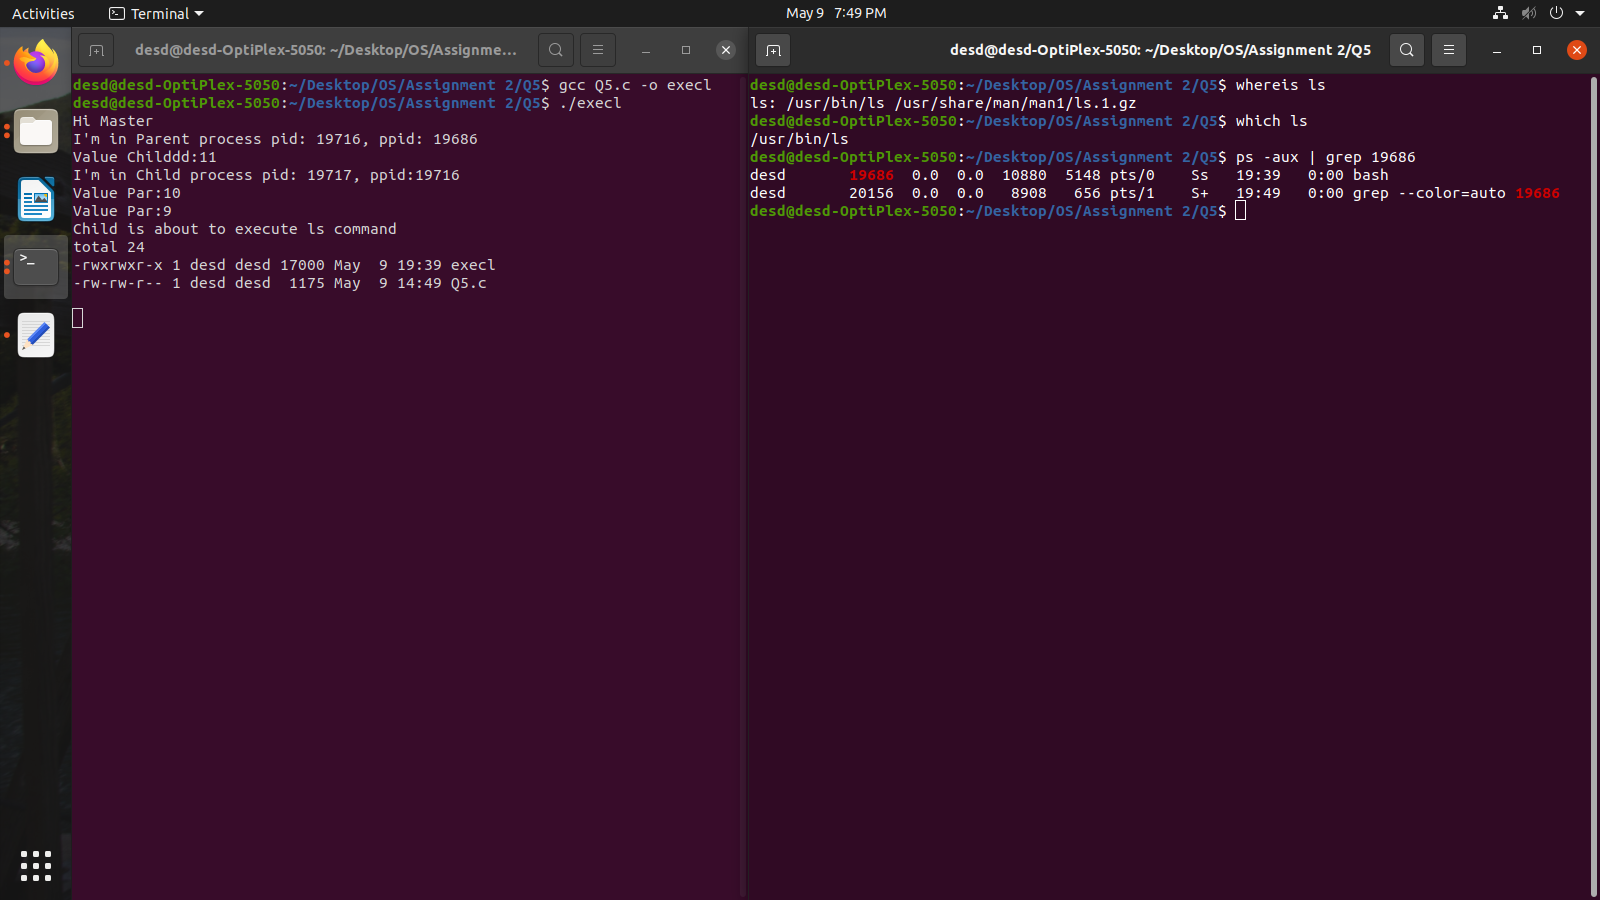 Activities
Terminal
May 9 7:49 PM
desd@desd-OptiPlex-5050: ~/Desktop/OS/Assignme...
desd@desd-OptiPlex-5050:~/Desktop/OS/Assignment 2/Q5$ gcc Q5.c -o execl
desd@desd-OptiPlex-5050:~/Desktop/OS/Assignment 2/Q5$ ./execl
Hi Master
I'm in Parent process pid: 19716, ppid: 19686
Value Childdd:11
I'm in Child process pid: 19717, ppid:19716
Value Par:10
Value Par:9
Child is about to execute ls command
total 24
-rwxrwxr-x 1 desd desd 17000 May  9 19:39 execl
-rw-rw-r-- 1 desd desd  1175 May  9 14:49 Q5.c
desd@desd-OptiPlex-5050: ~/Desktop/OS/Assignment 2/Q5
desd@desd-OptiPlex-5050:~/Desktop/OS/Assignment 2/Q5$ whereis ls
ls: /usr/bin/ls /usr/share/man/man1/ls.1.gz
desd@desd-OptiPlex-5050:~/Desktop/OS/Assignment 2/Q5$ which ls
/usr/bin/ls
desd@desd-OptiPlex-5050:~/Desktop/OS/Assignment 2/Q5$ ps -aux | grep 19686
desd       19686  0.0  0.0  10880  5148 pts/0    Ss   19:39   0:00 bash
desd       20156  0.0  0.0   8908   656 pts/1    S+   19:49   0:00 grep --color=auto 19686
desd@desd-OptiPlex-5050:~/Desktop/OS/Assignment 2/Q5$